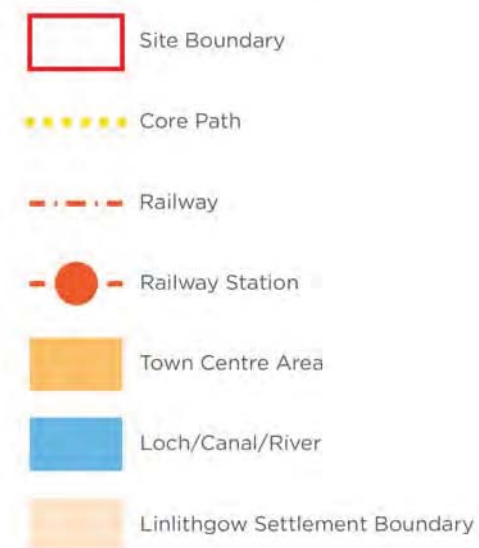 Site Boundary
Core Path
Railway
Railway Station
Town Centre Area
Loch/Canal/River
Linlithgow Settlement Boundary